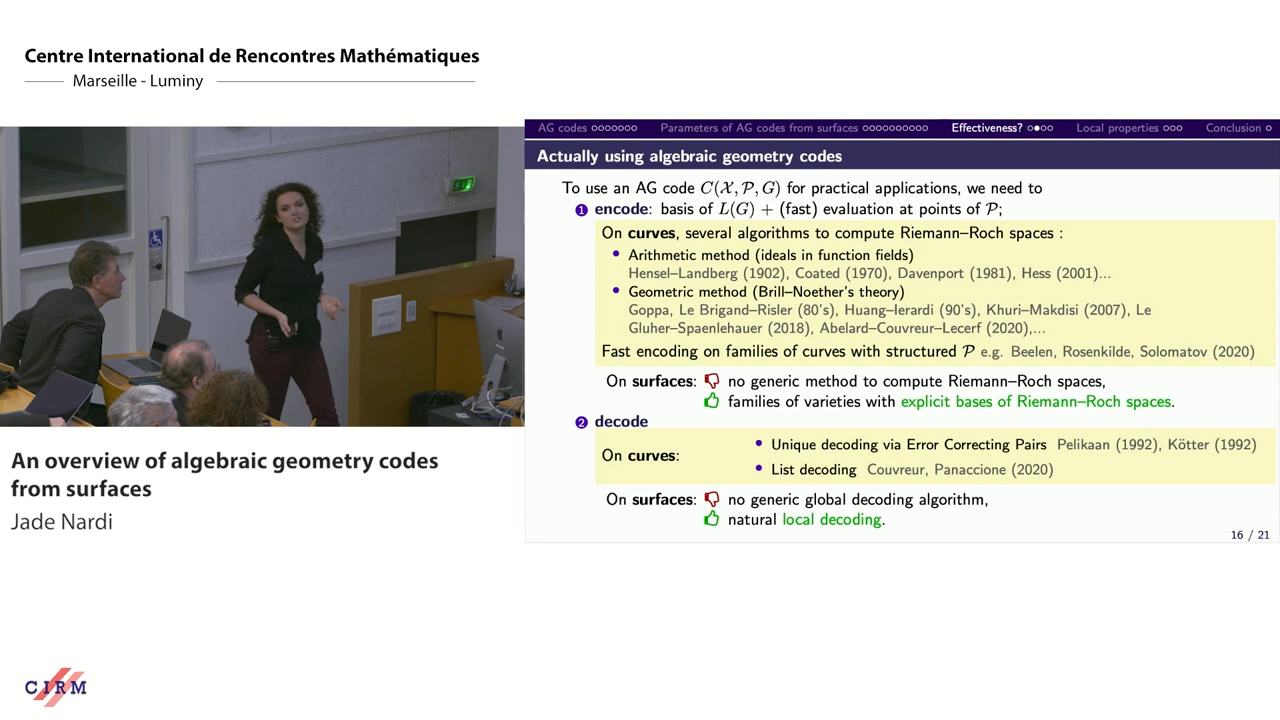 Centre International de Rencontres Mathématiques
Marseille - Luminy
AG codes
Parameters of AG codes from surfaces
Effectiveness?
Local properties
Conclusion
Actually using algebraic geometry codes
To use an AG code C(X, P, G) for practical applications, we need to
1 encode: basis of L(G) + (fast) evaluation at points of P;
On curves, several algorithms to compute Riemann–Roch spaces :
• Arithmetic method (ideals in function fields)
Hensel–Landberg (1902), Coated (1970), Davenport (1981), Hess (2001)...
• Geometric method (Brill–Noether's theory)
Goppa, Le Brigand–Risler (80's), Huang–Ierardi (90's), Khuri–Makdisi (2007), Le
Gluher–Spaenlehauer (2018), Abelard–Couvreur–Lecerf (2020),...
Fast encoding on families of curves with structured P e.g. Beelen, Rosenkilde, Solomatov (2020)
On surfaces: no generic method to compute Riemann–Roch spaces,
families of varieties with explicit bases of Riemann–Roch spaces.
2 decode
On curves:
• Unique decoding via Error Correcting Pairs Pelikaan (1992), Kötter (1992)
• List decoding Couvreur, Panaccione (2020)
On surfaces: no generic global decoding algorithm,
natural local decoding.
16 / 21
An overview of algebraic geometry codes
from surfaces
Jade Nardi
CIRM